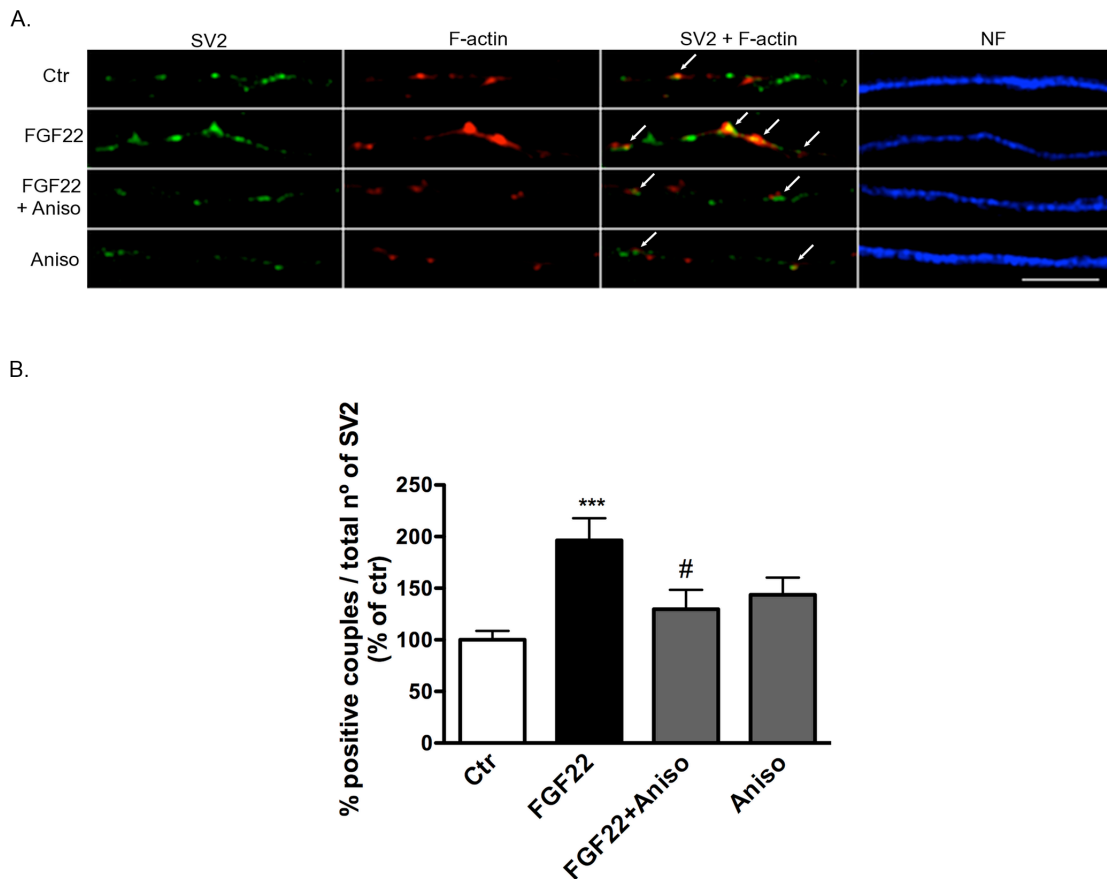 A.
SV2
F-actin
SV2 + F-actin
NF
Ctr
FGF22
FGF22
+ Aniso
Aniso
B.
% positive couples / total nº of SV2
(% of ctr)
250
200
150
100
50
0
***
#
Ctr
FGF22
FGF22+Aniso
Aniso